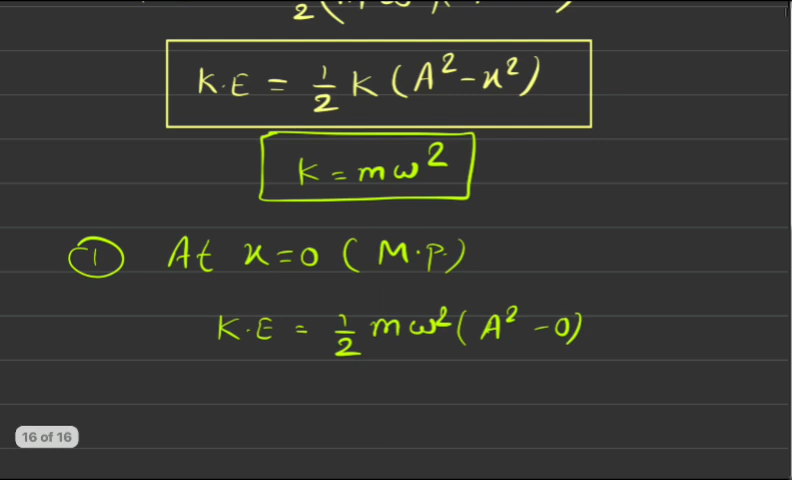 K.E = 1/2 K (A² - x²)
K = mω²
① At x = 0 (M.P.)
K.E = 1/2 mω² (A² - 0)
16 of 16